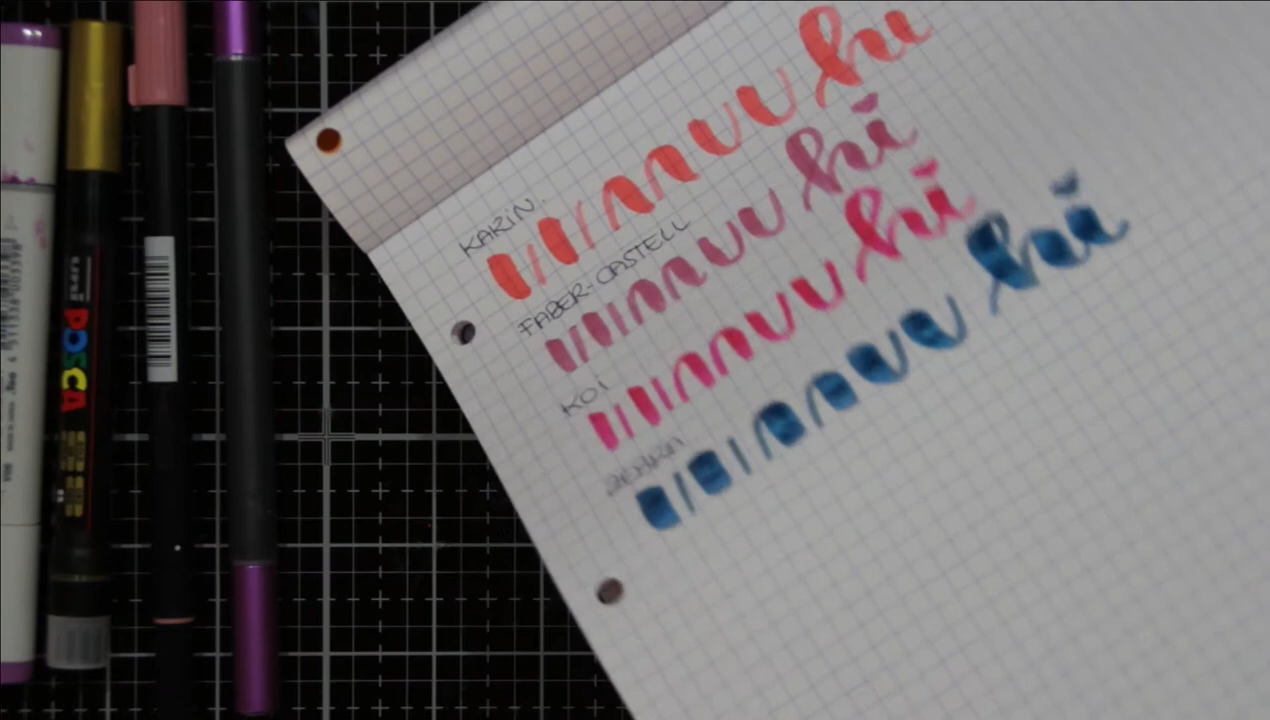 KARIN.
hi
FABER-CASTELL
hi
KOI
hi
hi
POSCA